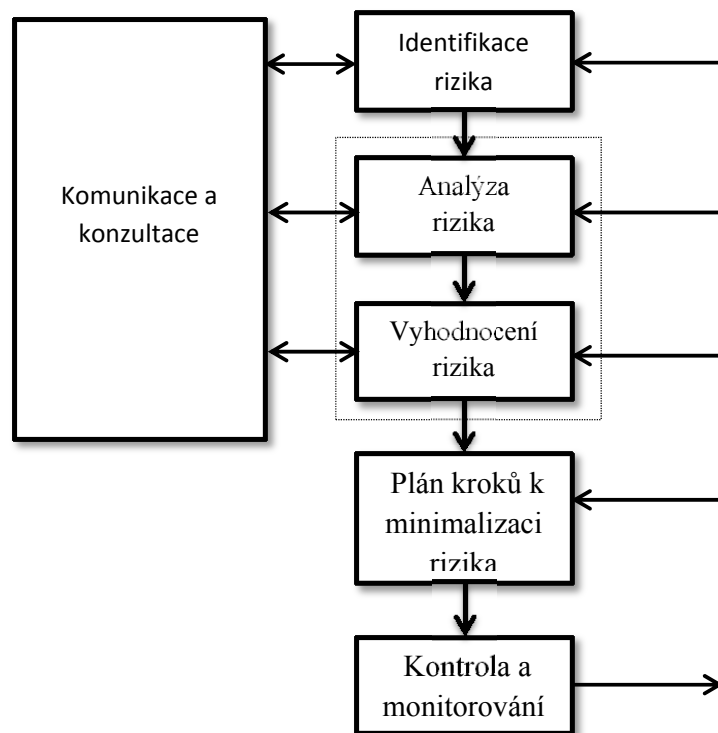 Identifikace
rizika
Komunikace a
konzultace
Analýza
rizika
Vyhodnocení
rizika
Plán kroků k
minimalizaci
rizika
Kontrola a
monitorování